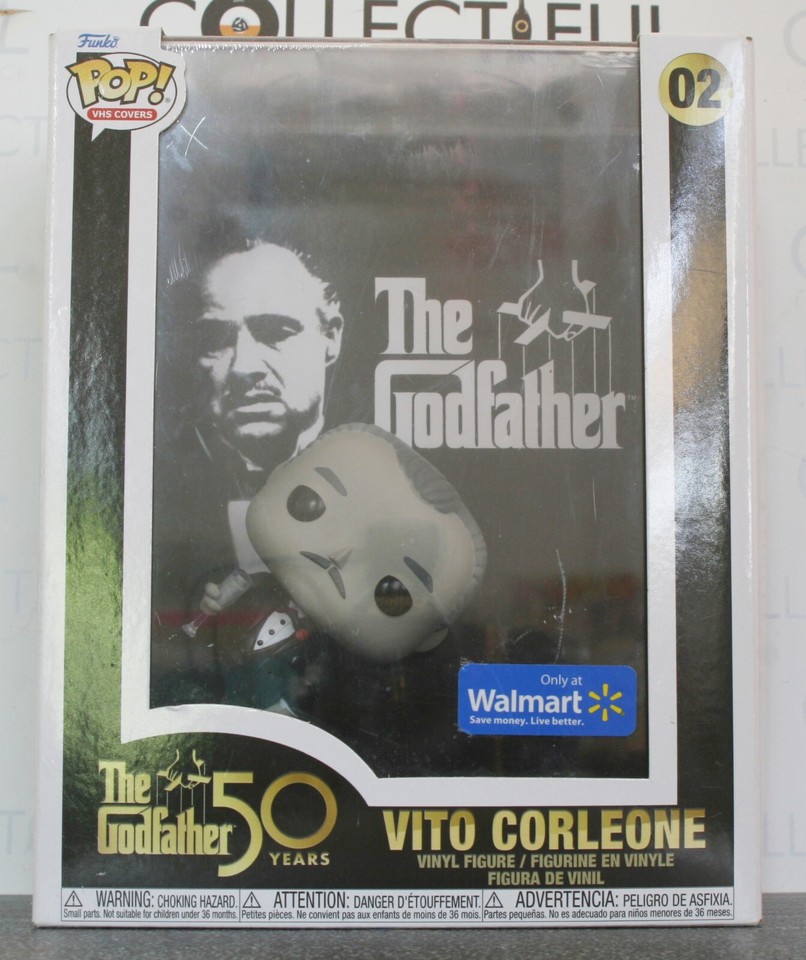 COLLECTIFUL
Funko
POP!®
VHS COVERS
02
The
Godfather™
Only at
Walmart
Save money. Live better.
The
Godfather
50
YEARS
VITO CORLEONE
VINYL FIGURE / FIGURINE EN VINYLE
FIGURA DE VINIL
WARNING: CHOKING HAZARD.
Small parts. Not suitable for children under 36 months.
ATTENTION: DANGER D'ÉTOUFFEMENT.
Petites pièces. Ne convient pas aux enfants de moins de 36 mois.
ADVERTENCIA: PELIGRO DE ASFIXIA.
Partes pequeñas. No es adecuado para niños menores de 36 meses.